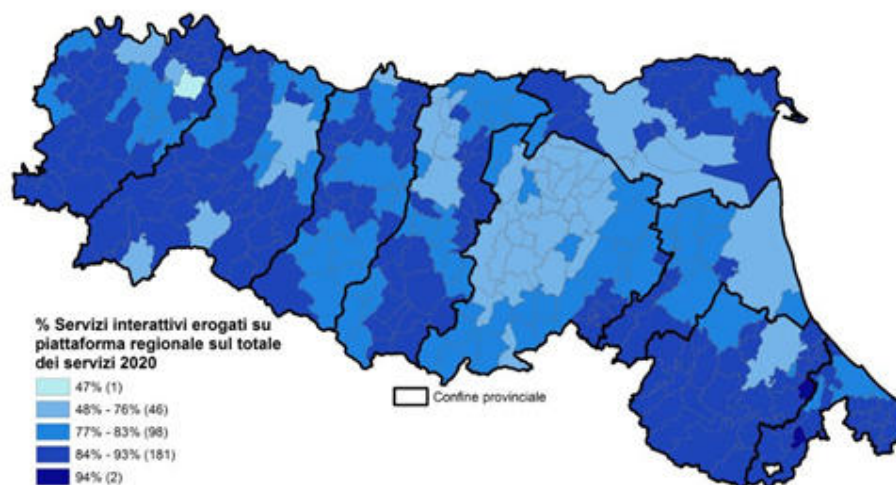 % Servizi interattivi erogati su
piattaforma regionale sul totale
dei servizi 2020
47% (1)
48% - 76% (46)
77% - 83% (98)
84% - 93% (181)
94% (2)
Confine provinciale